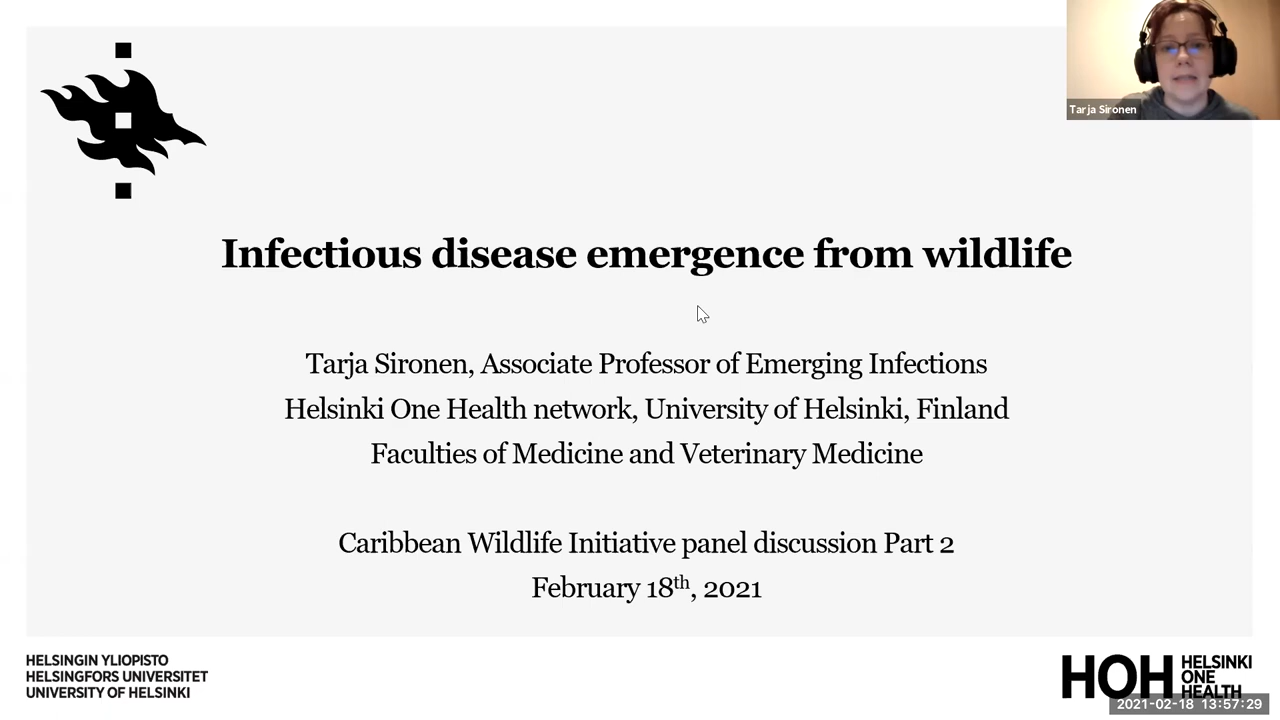 Tarja Sironen
Infectious disease emergence from wildlife
Tarja Sironen, Associate Professor of Emerging Infections
Helsinki One Health network, University of Helsinki, Finland
Faculties of Medicine and Veterinary Medicine
Caribbean Wildlife Initiative panel discussion Part 2
February 18th, 2021
HELSINGIN YLIOPISTO
HELSINGFORS UNIVERSITET
UNIVERSITY OF HELSINKI
HOH
HELSINKI
ONE
HEALTH
2021-02-18 13:57:29